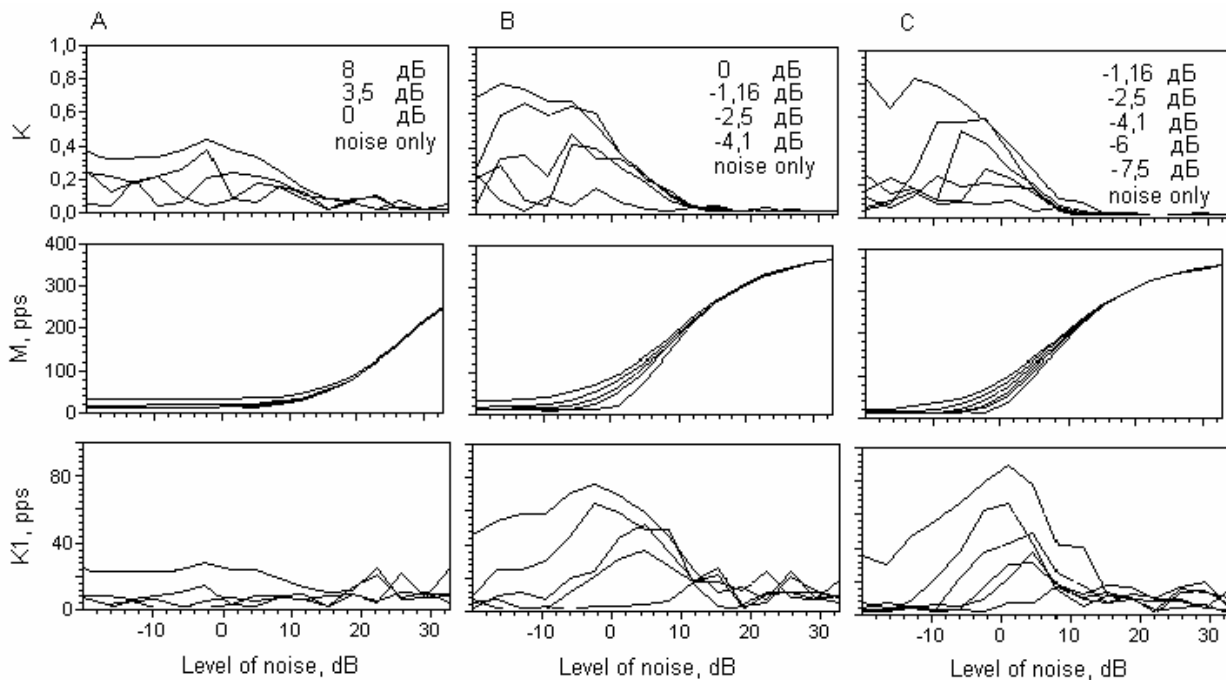 A
B
C
K
1,0
0,8
0,6
0,4
0,2
0,0
8 дБ
3,5 дБ
0 дБ
noise only
0 дБ
-1,16 дБ
-2,5 дБ
-4,1 дБ
noise only
-1,16 дБ
-2,5 дБ
-4,1 дБ
-6 дБ
-7,5 дБ
noise only
M, pps
400
300
200
100
0
K1, pps
80
40
0
-10 0 10 20 30
-10 0 10 20 30
-10 0 10 20 30
Level of noise, dB
Level of noise, dB
Level of noise, dB